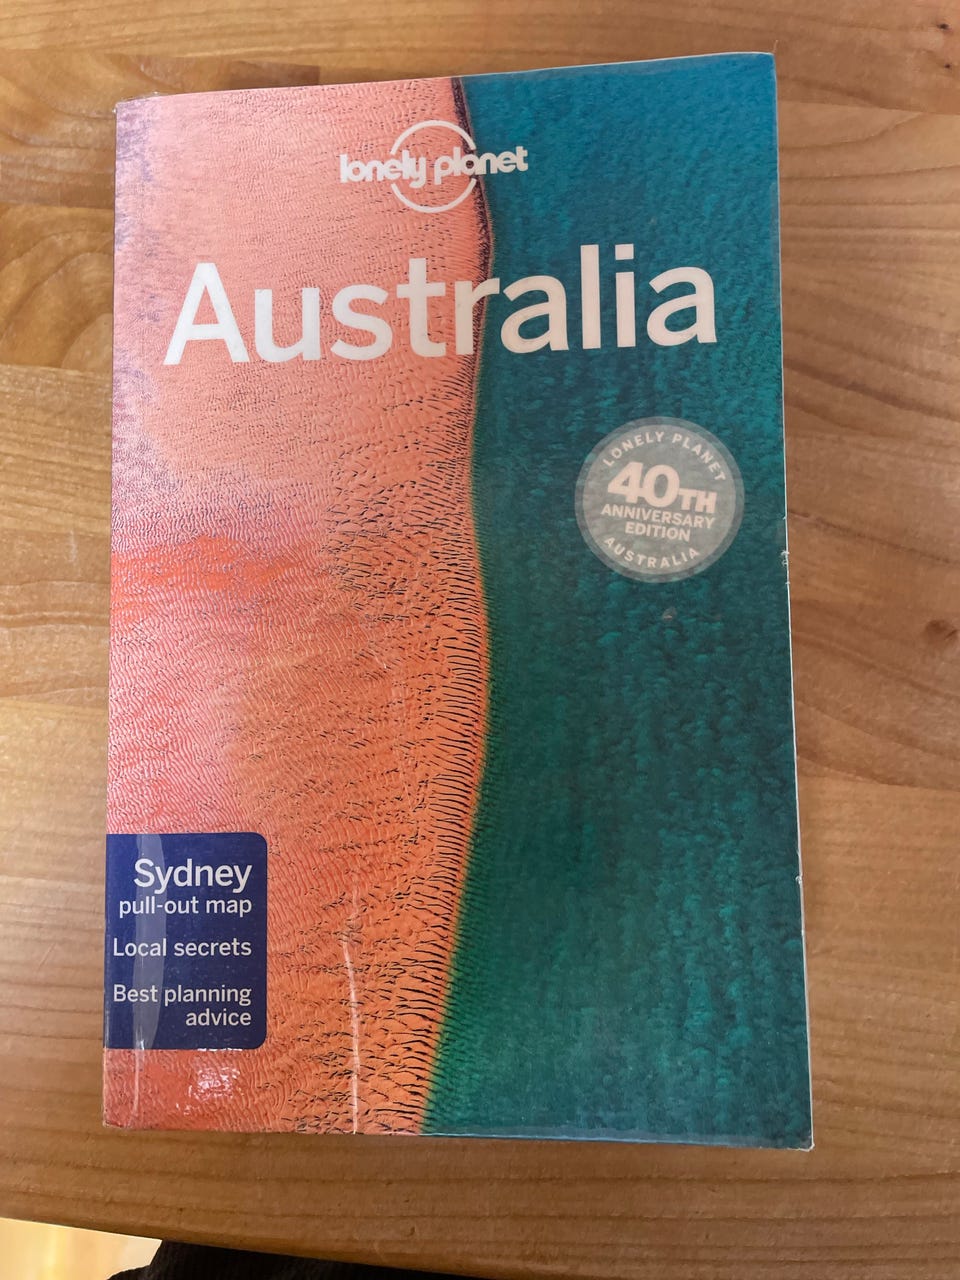 lonely planet
Australia
LONELY PLANET
40TH
ANNIVERSARY
EDITION
AUSTRALIA
Sydney
pull-out map
Local secrets
Best planning
advice